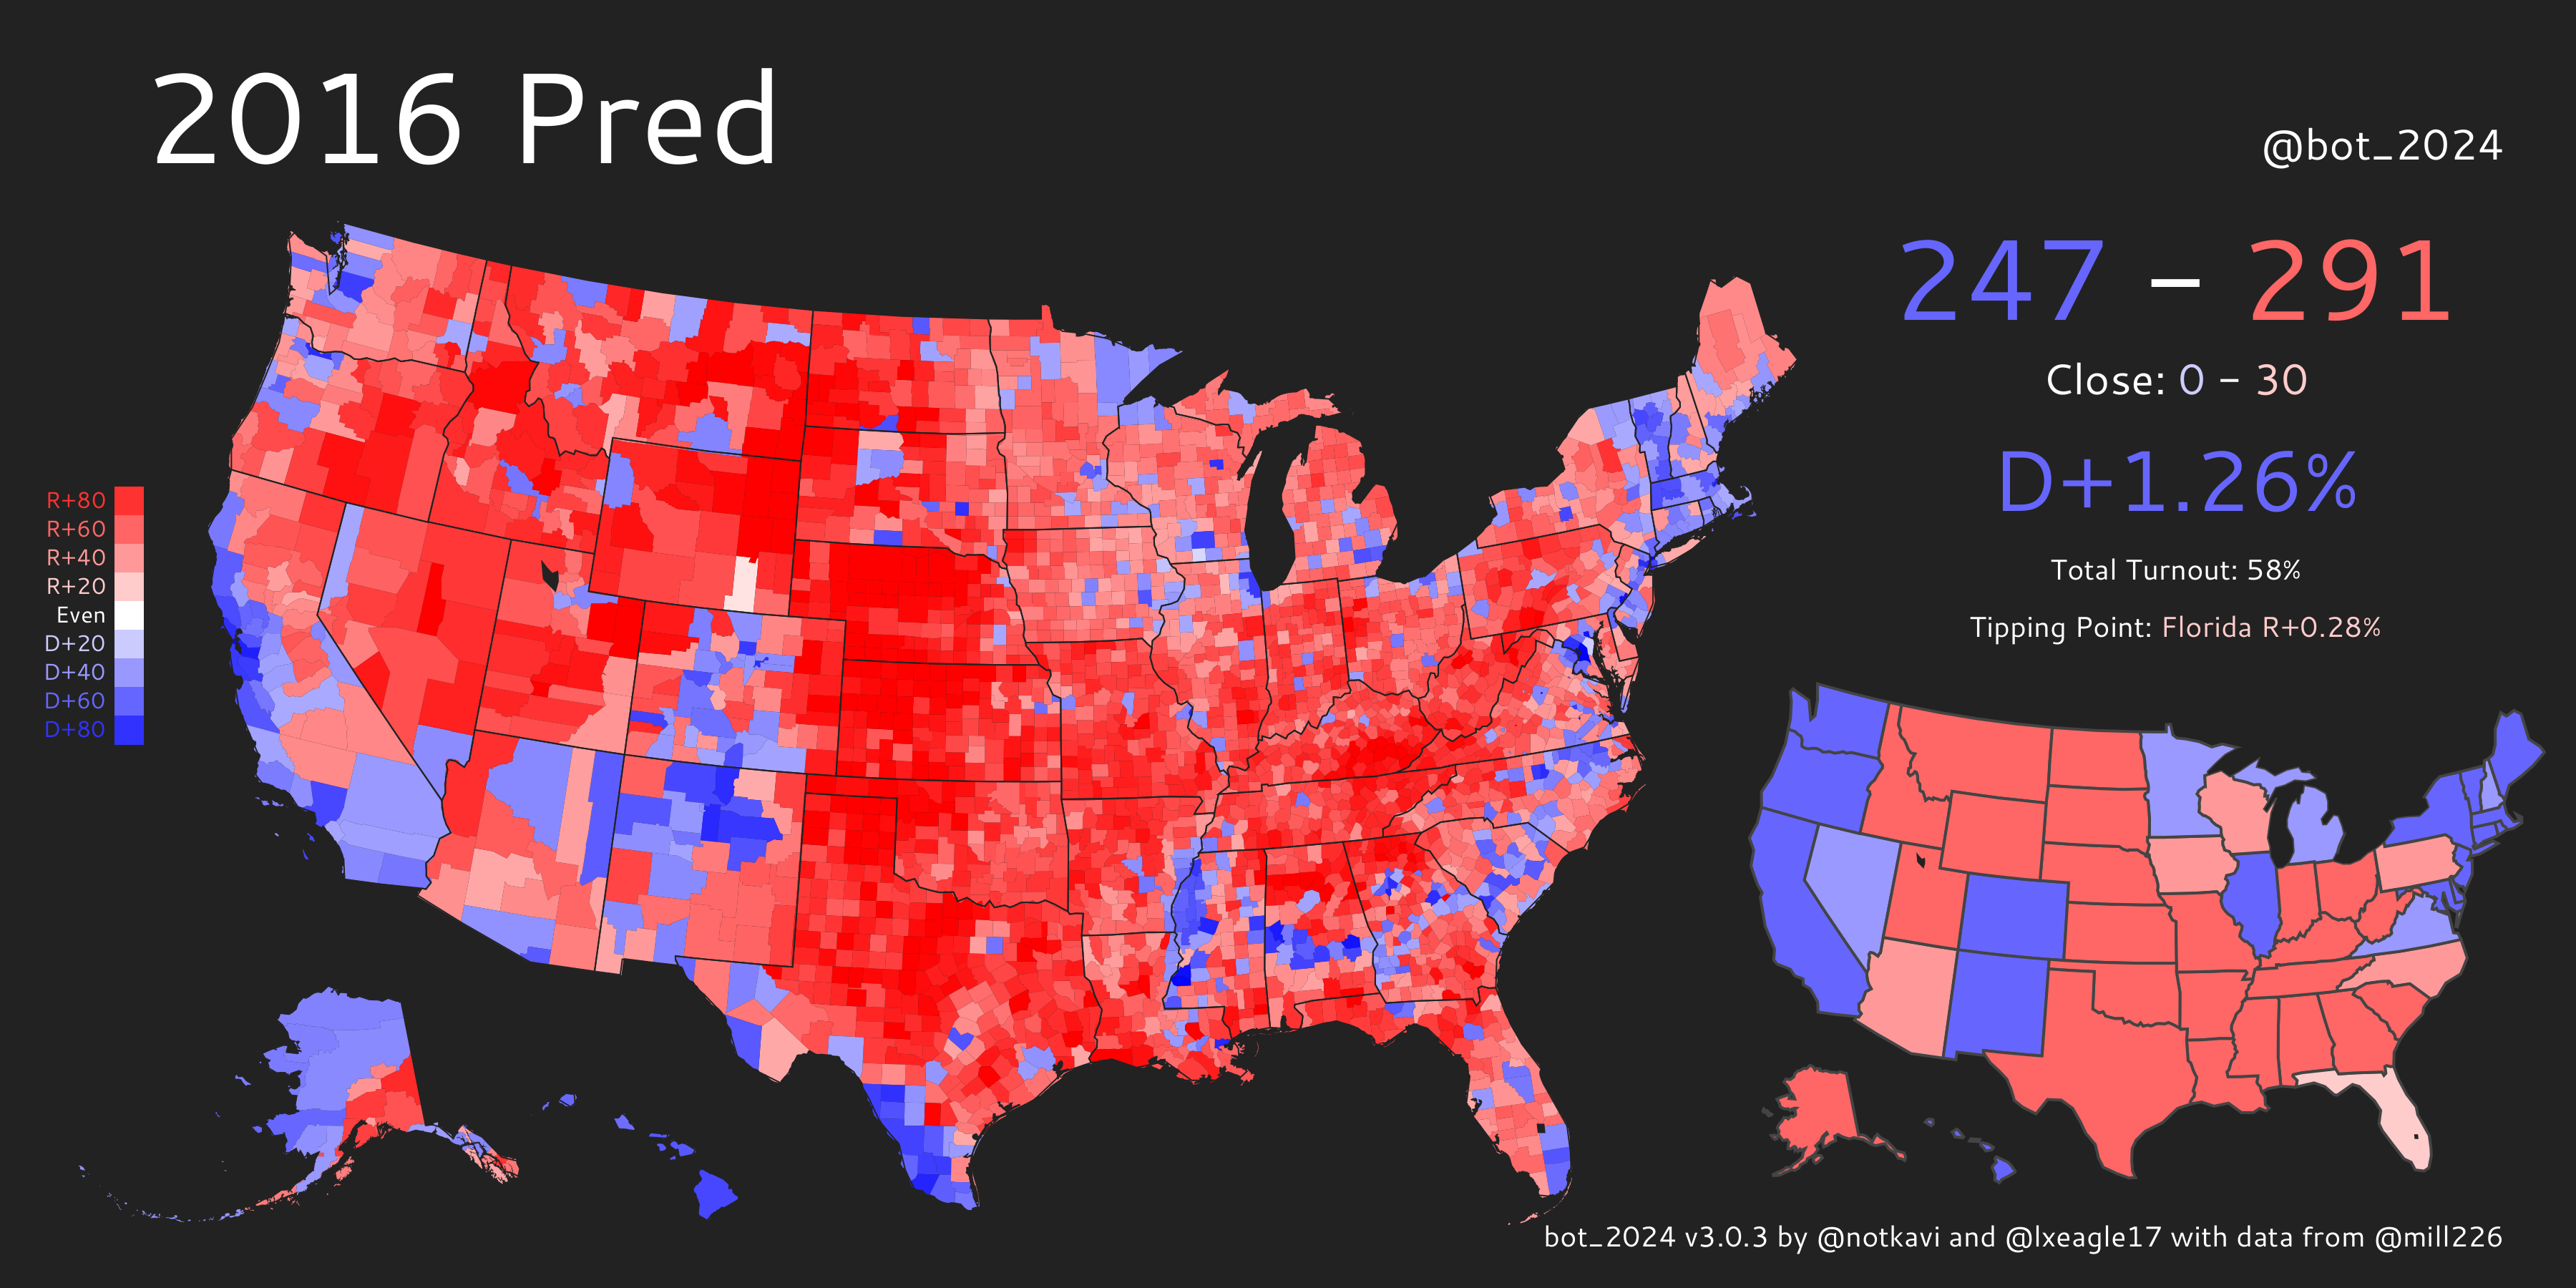 2016 Pred
@bot_2024
247 – 291
Close: 0 – 30
D+1.26%
Total Turnout: 58%
Tipping Point: Florida R+0.28%
R+80
R+60
R+40
R+20
Even
D+20
D+40
D+60
D+80
bot_2024 v3.0.3 by @notkavi and @lxeagle17 with data from @mill226